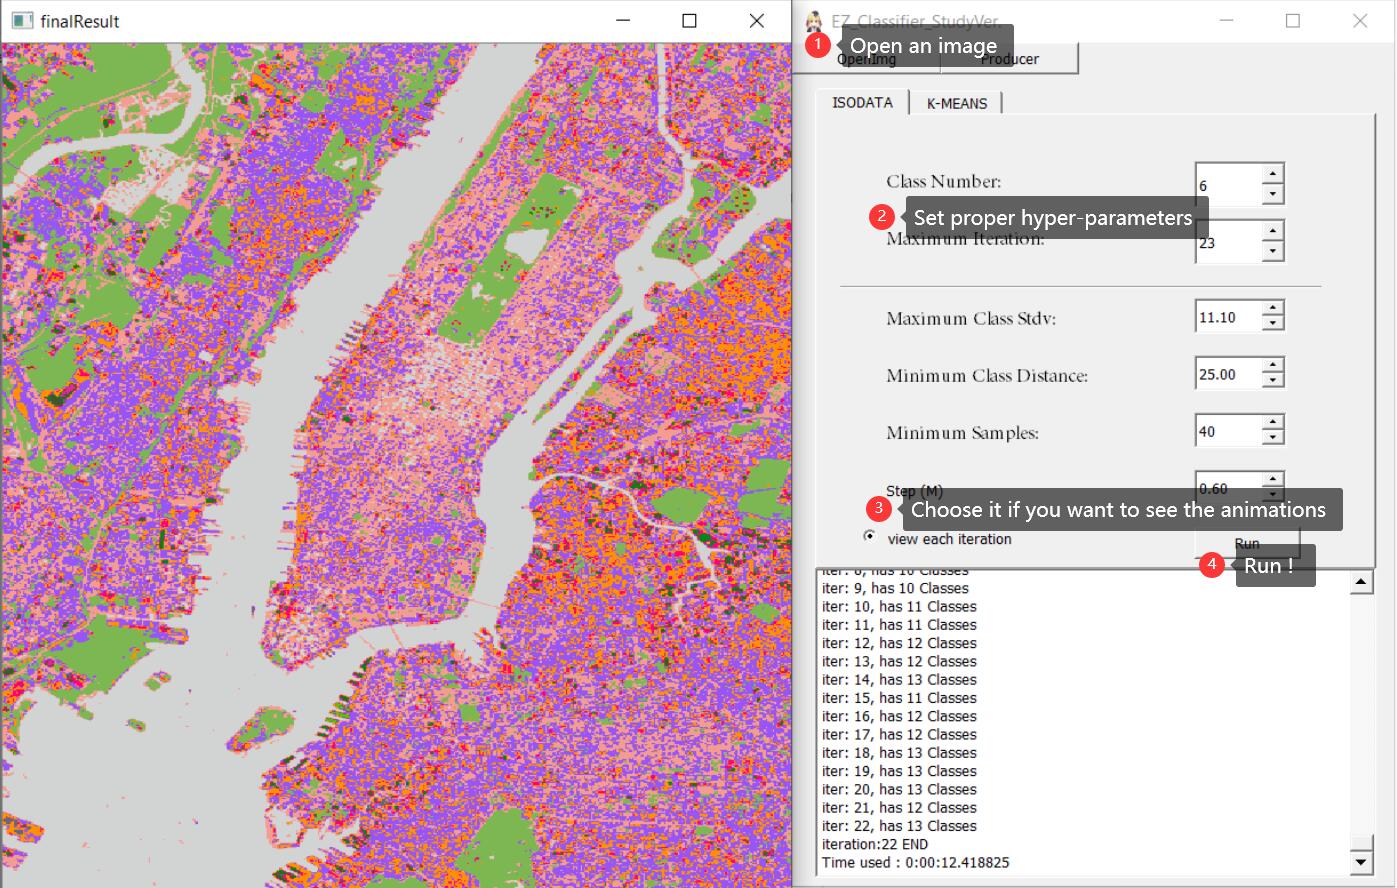 finalResult
EZ_Classifier_StudyVer.
1 Open an image
OpenImg Producer
ISODATA K-MEANS
Class Number: 6
2 Set proper hyper-parameters
Maximum Iteration: 23
Maximum Class Stdv: 11.10
Minimum Class Distance: 25.00
Minimum Samples: 40
Step (M) 0.60
3 Choose it if you want to see the animations
view each iteration Run
4 Run !
iter: 8, has 10 Classes
iter: 9, has 10 Classes
iter: 10, has 11 Classes
iter: 11, has 11 Classes
iter: 12, has 12 Classes
iter: 13, has 12 Classes
iter: 14, has 13 Classes
iter: 15, has 11 Classes
iter: 16, has 12 Classes
iter: 17, has 12 Classes
iter: 18, has 13 Classes
iter: 19, has 13 Classes
iter: 20, has 13 Classes
iter: 21, has 12 Classes
iter: 22, has 13 Classes
iteration:22 END
Time used : 0:00:12.418825